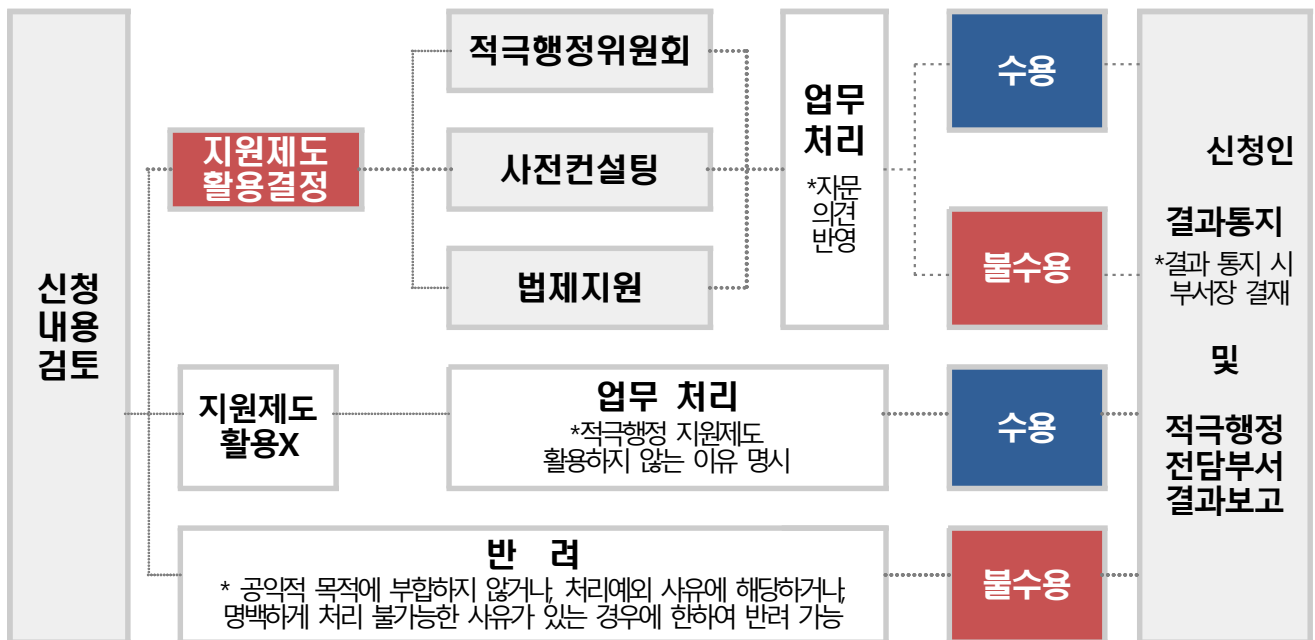 신청
내용
검토
지원제도
활용결정
적극행정위원회
사전컨설팅
법제지원
업무
처리
*자문
의견
반영
수용
불수용
지원제도
활용X
업무 처리
*적극행정 지원제도
활용하지 않는 이유 명시
수용
반 려
* 공익적 목적에 부합하지 않거나, 처리예외 사유에 해당하거나,
명백하게 처리 불가능한 사유가 있는 경우에 한하여 반려 가능
불수용
신청인
결과통지
*결과 통지 시
부서장 결재
및
적극행정
전담부서
결과보고